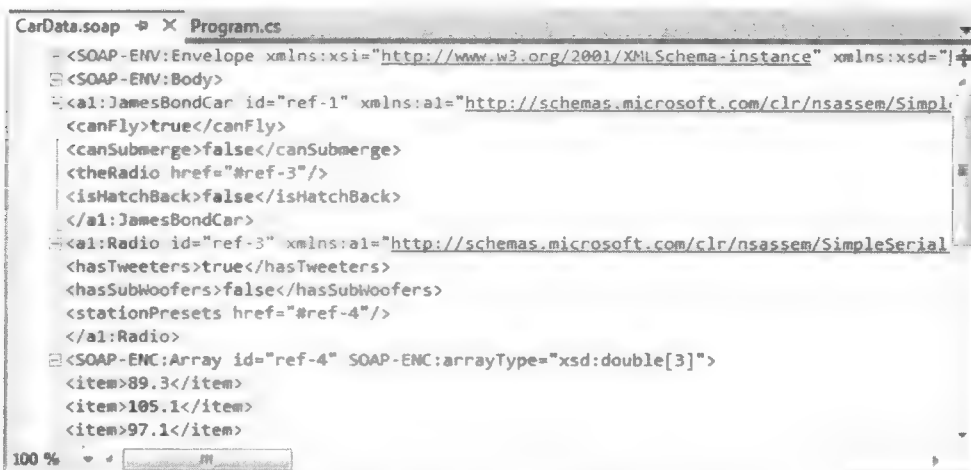 CarData.soap Program.cs
<SOAP-ENV:Envelope xmlns:xsi="http://www.w3.org/2001/XMLSchema-instance" xmlns:xsd="
<SOAP-ENV:Body>
<a1:JamesBondCar id="ref-1" xmlns:a1="http://schemas.microsoft.com/clr/nsassem/Simpl
<canFly>true</canFly>
<canSubmerge>false</canSubmerge>
<theRadio href="#ref-3"/>
<isHatchBack>false</isHatchBack>
</a1:JamesBondCar>
<a1:Radio id="ref-3" xmlns:a1="http://schemas.microsoft.com/clr/nsassem/SimpleSerial
<hasTweeters>true</hasTweeters>
<hasSubWoofers>false</hasSubWoofers>
<stationPresets href="#ref-4"/>
</a1:Radio>
<SOAP-ENC:Array id="ref-4" SOAP-ENC:arrayType="xsd:double[3]">
<item>89.3</item>
<item>105.1</item>
<item>97.1</item>
100 %